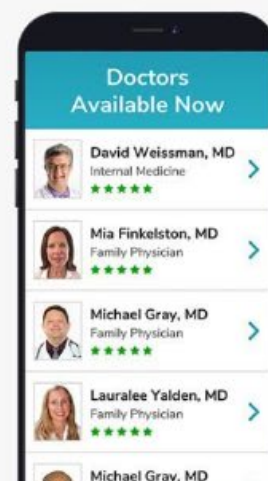 Doctors
Available Now
David Weissman, MD
Internal Medicine
Mia Finkelston, MD
Family Physician
Michael Gray, MD
Family Physician
Lauralee Yalden, MD
Family Physician
Michael Gray, MD